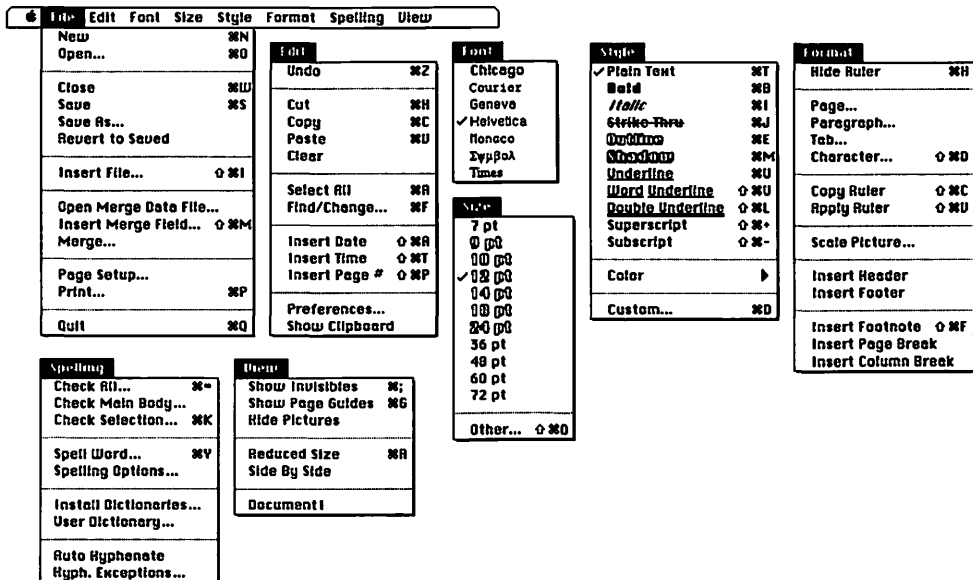 File Edit Font Size Style Format Spelling View
File
New ⌘N
Open... ⌘O
Close ⌘W
Save ⌘S
Save As...
Revert to Saved
Insert File... ⇧⌘I
Open Merge Data File...
Insert Merge Field... ⇧⌘M
Merge...
Page Setup...
Print... ⌘P
Quit ⌘Q
Edit
Undo ⌘Z
Cut ⌘X
Copy ⌘C
Paste ⌘V
Clear
Select All ⌘A
Find/Change... ⌘F
Insert Date ⇧⌘A
Insert Time ⇧⌘T
Insert Page # ⇧⌘P
Preferences...
Show Clipboard
Font
Chicago
Courier
Geneva
✓Helvetica
Monaco
Σψμβολ
Times
Size
7 pt
9 pt
10 pt
✓12 pt
14 pt
18 pt
24 pt
36 pt
48 pt
60 pt
72 pt
Other... ⇧⌘O
Style
✓Plain Text ⌘T
Bold ⌘B
Italic ⌘I
Strike Thru ⌘J
Outline ⌘E
Shadow ⌘M
Underline ⌘U
Word Underline ⇧⌘U
Double Underline ⇧⌘L
Superscript ⇧⌘+
Subscript ⇧⌘-
Color
Custom... ⌘D
Format
Hide Ruler ⌘H
Page...
Paragraph...
Tab...
Character... ⇧⌘D
Copy Ruler ⇧⌘C
Apply Ruler ⇧⌘V
Scale Picture...
Insert Header
Insert Footer
Insert Footnote ⇧⌘F
Insert Page Break
Insert Column Break
Spelling
Check All... ⌘=
Check Main Body...
Check Selection... ⌘K
Spell Word... ⌘Y
Spelling Options...
Install Dictionaries...
User Dictionary...
Auto Hyphenate
Hyph. Exceptions...
View
Show Invisibles ⌘;
Show Page Guides ⌘G
Hide Pictures
Reduced Size ⌘R
Side By Side
Document1